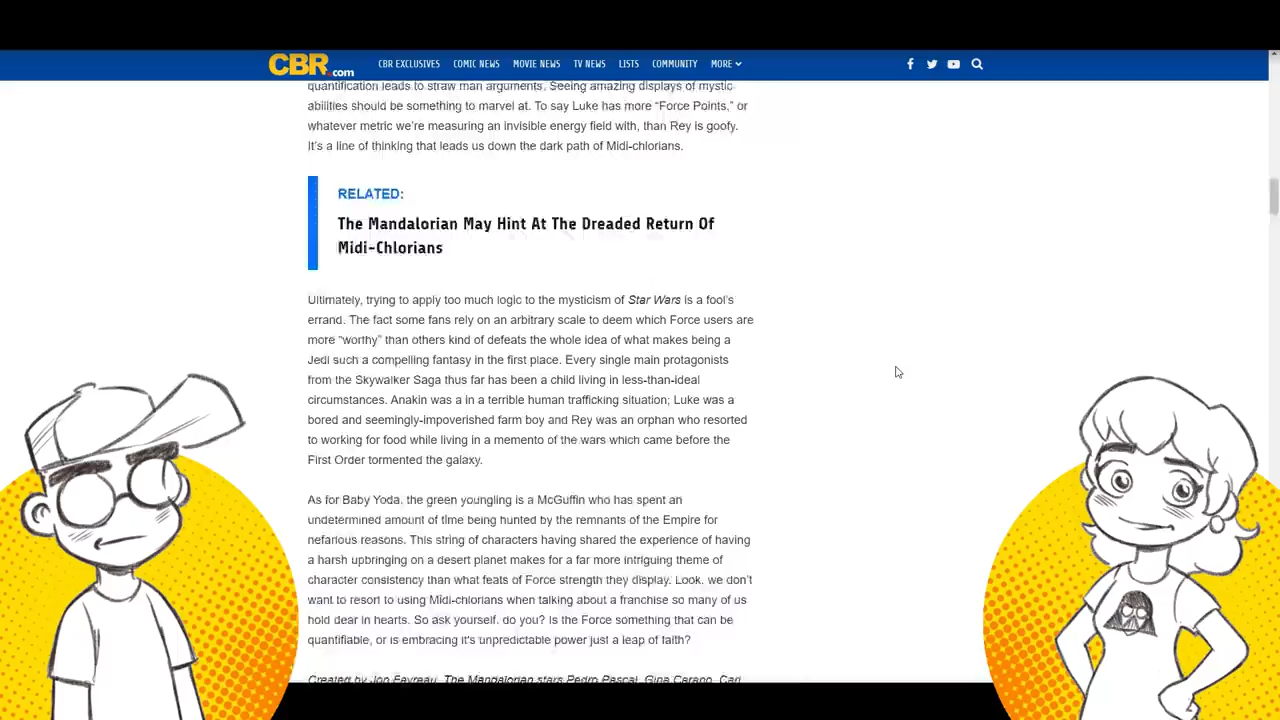 CBR.com
CBR EXCLUSIVES COMIC NEWS MOVIE NEWS TV NEWS LISTS COMMUNITY MORE
quantification leads to straw man arguments. Seeing amazing displays of mystic
abilities should be something to marvel at. To say Luke has more “Force Points,” or
whatever metric we’re measuring an invisible energy field with, than Rey is goofy.
It’s a line of thinking that leads us down the dark path of Midi-chlorians.
RELATED:
The Mandalorian May Hint At The Dreaded Return Of
Midi-Chlorians
Ultimately, trying to apply too much logic to the mysticism of Star Wars is a fool’s
errand. The fact some fans rely on an arbitrary scale to deem which Force users are
more “worthy” than others kind of defeats the whole idea of what makes being a
Jedi such a compelling fantasy in the first place. Every single main protagonists
from the Skywalker Saga thus far has been a child living in less-than-ideal
circumstances. Anakin was a in a terrible human trafficking situation; Luke was a
bored and seemingly-impoverished farm boy and Rey was an orphan who resorted
to working for food while living in a memento of the wars which came before the
First Order tormented the galaxy.
As for Baby Yoda, the green youngling is a McGuffin who has spent an
undetermined amount of time being hunted by the remnants of the Empire for
nefarious reasons. This string of characters having shared the experience of having
a harsh upbringing on a desert planet makes for a far more intriguing theme of
character consistency than what feats of Force strength they display. Look, we don’t
want to resort to using Midi-chlorians when talking about a franchise so many of us
hold dear in hearts. So ask yourself, do you? Is the Force something that can be
quantifiable, or is embracing it's unpredictable power just a leap of faith?
Created by Jon Favreau, The Mandalorian stars Pedro Pascal, Gina Carano, Carl